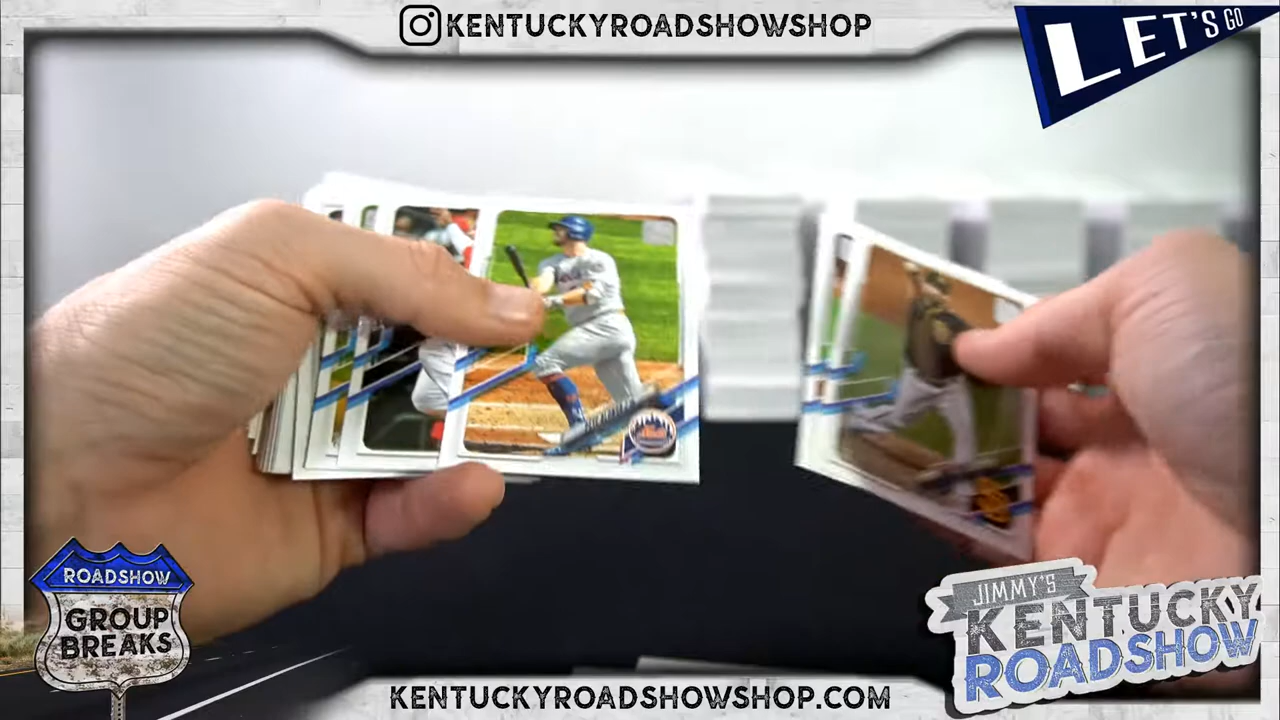 KENTUCKYROADSHOWSHOP
LET'S GO
ROADSHOW
GROUP
BREAKS
JIMMY'S
KENTUCKY
ROADSHOW
KENTUCKYROADSHOWSHOP.COM